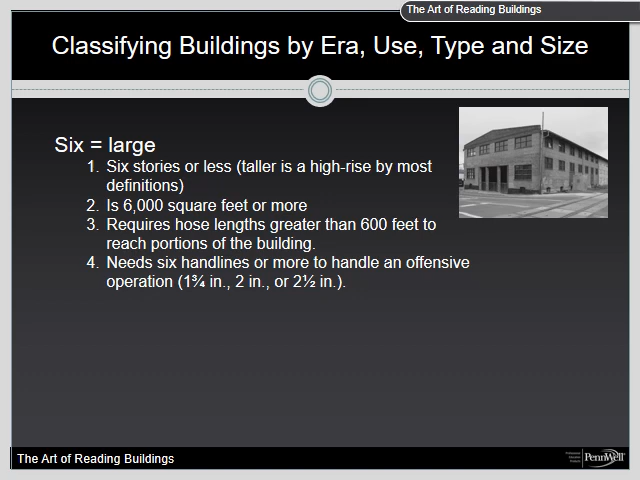 The Art of Reading Buildings
Classifying Buildings by Era, Use, Type and Size
Six = large
1. Six stories or less (taller is a high-rise by most
definitions)
2. Is 6,000 square feet or more
3. Requires hose lengths greater than 600 feet to
reach portions of the building.
4. Needs six handlines or more to handle an offensive
operation (1¾ in., 2 in., or 2½ in.).
The Art of Reading Buildings
PennWell